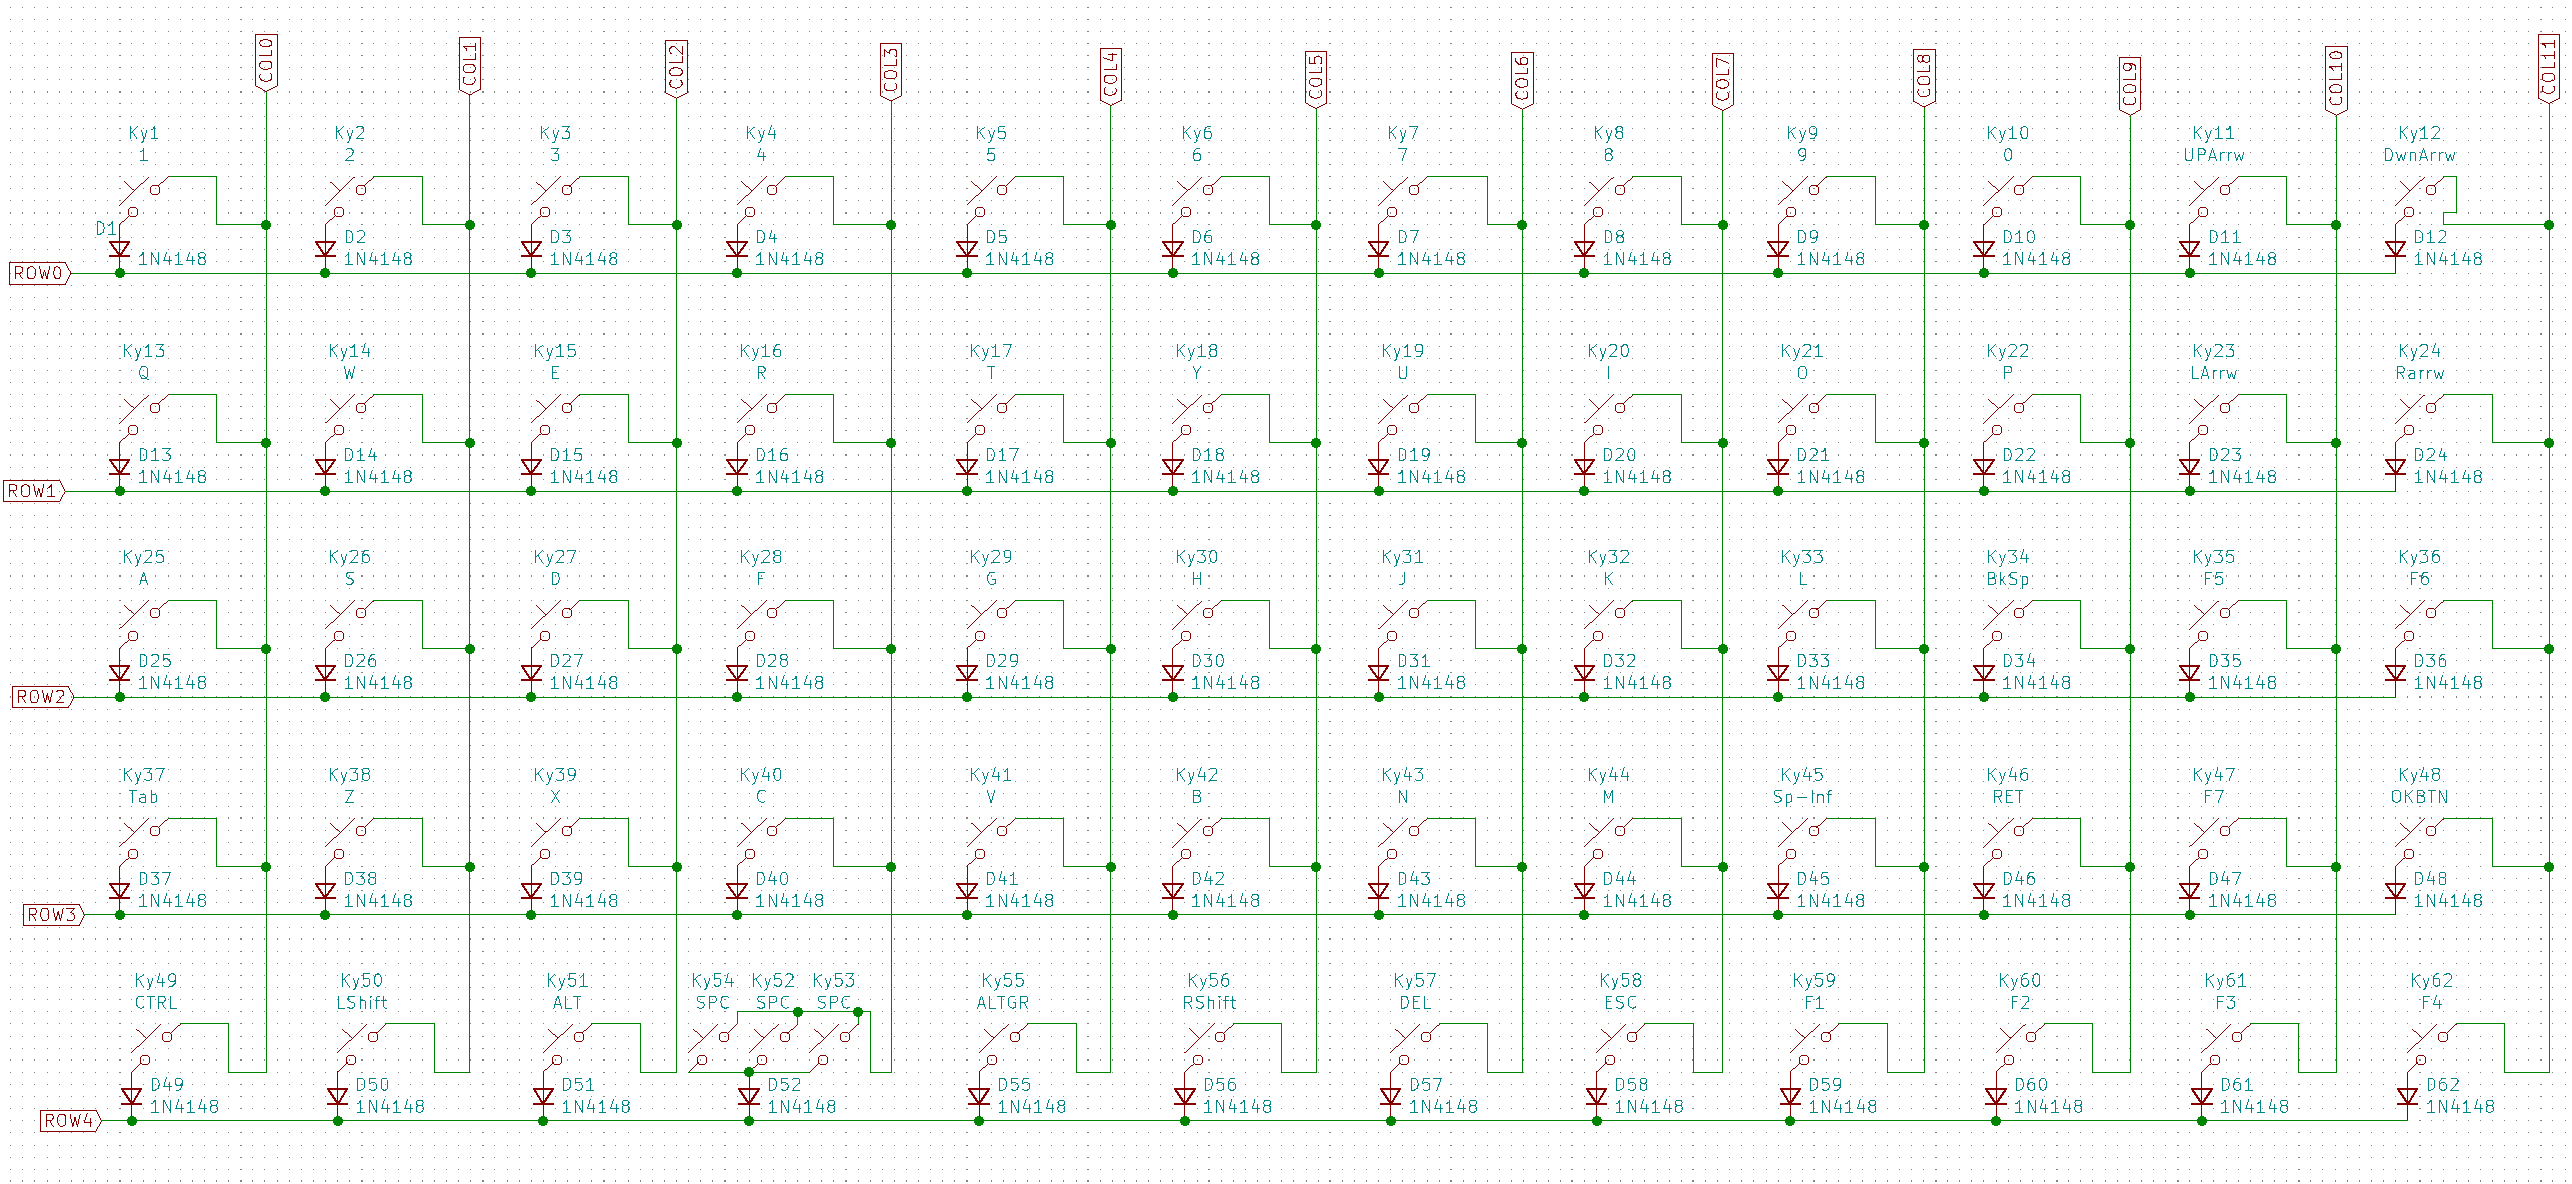 COL0 COL1 COL2 COL3 COL4 COL5 COL6 COL7 COL8 COL9 COL10 COL11
Ky1 Ky2 Ky3 Ky4 Ky5 Ky6 Ky7 Ky8 Ky9 Ky10 Ky11 Ky12
1 2 3 4 5 6 7 8 9 0 UPArrw DwnArrw
D1 D2 D3 D4 D5 D6 D7 D8 D9 D10 D11 D12
1N4148 1N4148 1N4148 1N4148 1N4148 1N4148 1N4148 1N4148 1N4148 1N4148 1N4148 1N4148
ROW0
Ky13 Ky14 Ky15 Ky16 Ky17 Ky18 Ky19 Ky20 Ky21 Ky22 Ky23 Ky24
Q W E R T Y U I O P LArrw Rarrw
D13 D14 D15 D16 D17 D18 D19 D20 D21 D22 D23 D24
1N4148 1N4148 1N4148 1N4148 1N4148 1N4148 1N4148 1N4148 1N4148 1N4148 1N4148 1N4148
ROW1
Ky25 Ky26 Ky27 Ky28 Ky29 Ky30 Ky31 Ky32 Ky33 Ky34 Ky35 Ky36
A S D F G H J K L BkSp F5 F6
D25 D26 D27 D28 D29 D30 D31 D32 D33 D34 D35 D36
1N4148 1N4148 1N4148 1N4148 1N4148 1N4148 1N4148 1N4148 1N4148 1N4148 1N4148 1N4148
ROW2
Ky37 Ky38 Ky39 Ky40 Ky41 Ky42 Ky43 Ky44 Ky45 Ky46 Ky47 Ky48
Tab Z X C V B N M Sp-Inf RET F7 OKBTN
D37 D38 D39 D40 D41 D42 D43 D44 D45 D46 D47 D48
1N4148 1N4148 1N4148 1N4148 1N4148 1N4148 1N4148 1N4148 1N4148 1N4148 1N4148 1N4148
ROW3
Ky49 Ky50 Ky51 Ky54 Ky52 Ky53 Ky55 Ky56 Ky57 Ky58 Ky59 Ky60 Ky61 Ky62
CTRL LShift ALT SPC SPC SPC ALTGR RShift DEL ESC F1 F2 F3 F4
D49 D50 D51 D52 D55 D56 D57 D58 D59 D60 D61 D62
1N4148 1N4148 1N4148 1N4148 1N4148 1N4148 1N4148 1N4148 1N4148 1N4148 1N4148 1N4148
ROW4